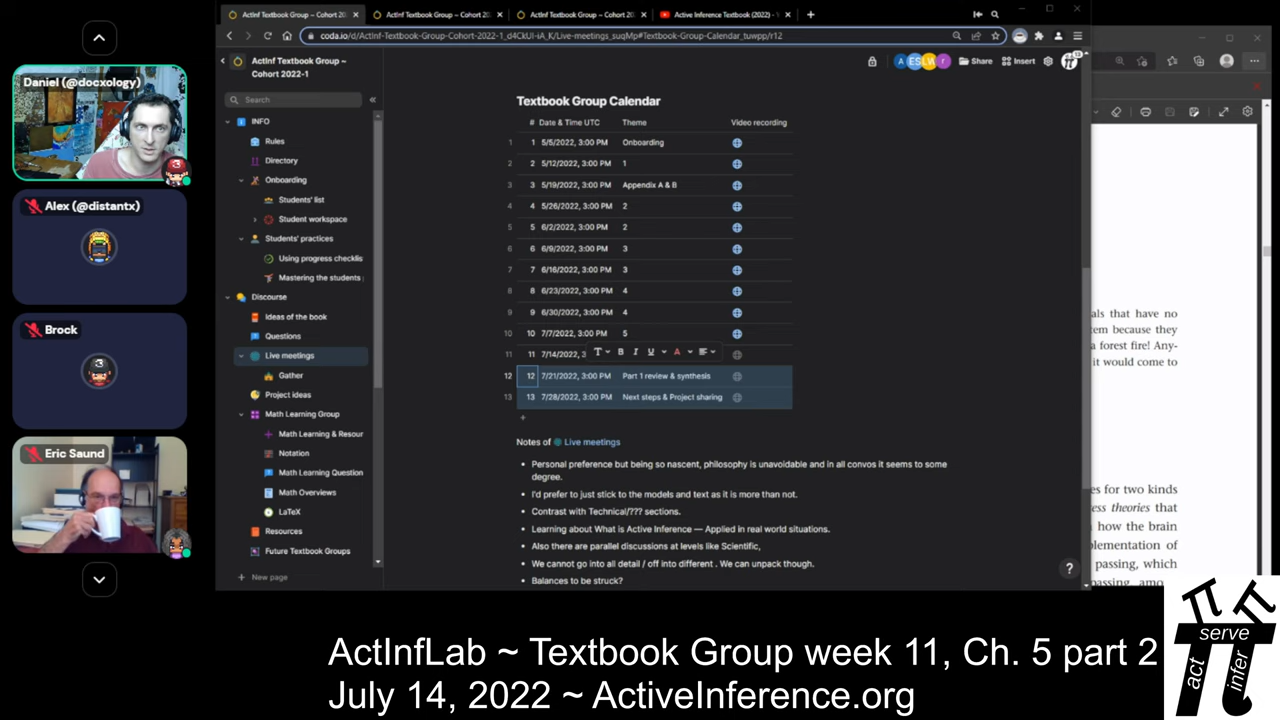 ActInf Textbook Group ~ Cohort 2022-1
ActInf Textbook Group ~ Cohort 20
ActInf Textbook Group ~ Cohort 20
Active Inference Textbook (2022) -
coda.io/d/ActInf-Textbook-Group-Cohort-2022-1_d4CkUI-iA_K/Live-meetings_suqMp#Textbook-Group-Calendar_tuwpp/r12
Daniel (@docxology)
Alex (@distantx)
Brock
Eric Saund
ActInf Textbook Group ~
Cohort 2022-1
Share
Insert
Search
INFO
Rules
Directory
Onboarding
Students' list
Student workspace
Students' practices
Using progress checklis
Mastering the students
Discourse
Ideas of the book
Questions
Live meetings
Gather
Project ideas
Math Learning Group
Math Learning & Resour
Notation
Math Learning Question
Math Overviews
LaTeX
Resources
Future Textbook Groups
New page
Textbook Group Calendar
# Date & Time UTC Theme Video recording
1 1 5/5/2022, 3:00 PM Onboarding
2 2 5/12/2022, 3:00 PM 1
3 3 5/19/2022, 3:00 PM Appendix A & B
4 4 5/26/2022, 3:00 PM 2
5 5 6/2/2022, 3:00 PM 2
6 6 6/9/2022, 3:00 PM 3
7 7 6/16/2022, 3:00 PM 3
8 8 6/23/2022, 3:00 PM 4
9 9 6/30/2022, 3:00 PM 4
10 10 7/7/2022, 3:00 PM 5
11 11 7/14/2022, 3
12 12 7/21/2022, 3:00 PM Part 1 review & synthesis
13 13 7/28/2022, 3:00 PM Next steps & Project sharing
Notes of Live meetings
• Personal preference but being so nascent, philosophy is unavoidable and in all convos it seems to some
degree.
• I'd prefer to just stick to the models and text as it is more than not.
• Contrast with Technical/??? sections.
• Learning about What is Active Inference — Applied in real world situations.
• Also there are parallel discussions at levels like Scientific,
• We cannot go into all detail / off into different . We can unpack though.
• Balances to be struck?
als that have no
em because they
a forest fire! Any-
it would come to
es for two kinds
ess theories that
how the brain
plementation of
passing, which
ActInfLab ~ Textbook Group week 11, Ch. 5 part 2
July 14, 2022 ~ ActiveInference.org
serve
act
infer